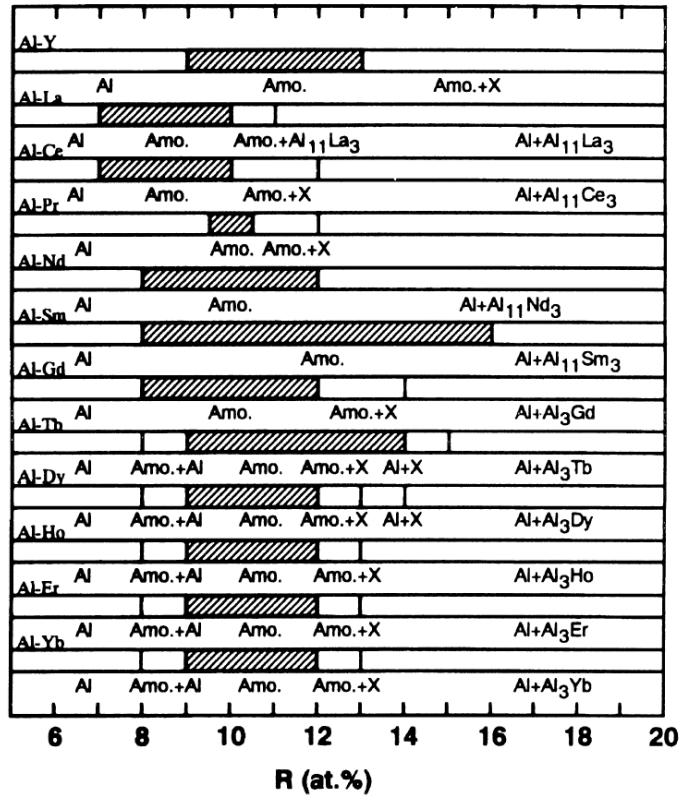 Al-Y
Al Amo. Amo.+X
Al-La
Al Amo. Amo.+Al11La3 Al+Al11La3
Al-Ce
Al Amo. Amo.+X Al+Al11Ce3
Al-Pr
Al Amo. Amo.+X
Al-Nd
Al Amo. Al+Al11Nd3
Al-Sm
Al Amo. Al+Al11Sm3
Al-Gd
Al Amo. Amo.+X Al+Al3Gd
Al-Tb
Al Amo.+Al Amo. Amo.+X Al+X Al+Al3Tb
Al-Dy
Al Amo.+Al Amo. Amo.+X Al+X Al+Al3Dy
Al-Ho
Al Amo.+Al Amo. Amo.+X Al+Al3Ho
Al-Er
Al Amo.+Al Amo. Amo.+X Al+Al3Er
Al-Yb
Al Amo.+Al Amo. Amo.+X Al+Al3Yb
6 8 10 12 14 16 18 20
R (at.%)